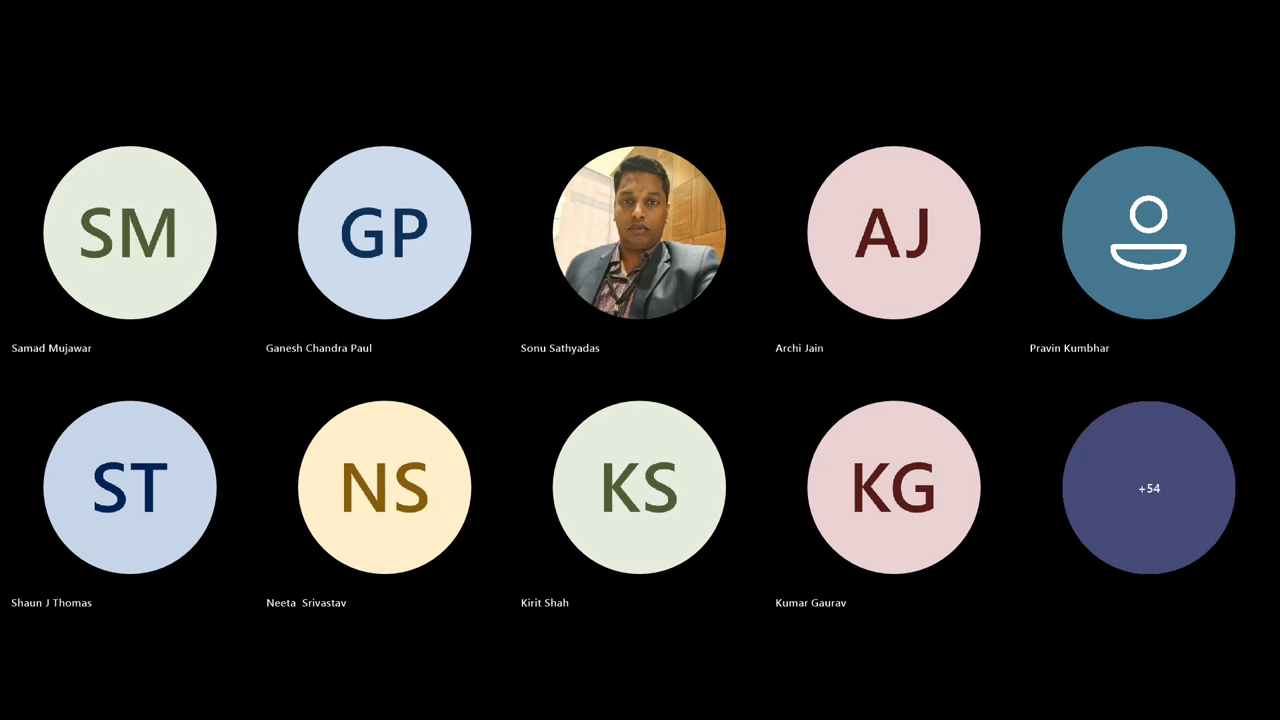 SM
GP
AJ
Samad Mujawar
Ganesh Chandra Paul
Sonu Sathyadas
Archi Jain
Pravin Kumbhar
ST
NS
KS
KG
+54
Shaun J Thomas
Neeta  Srivastav
Kirit Shah
Kumar Gaurav